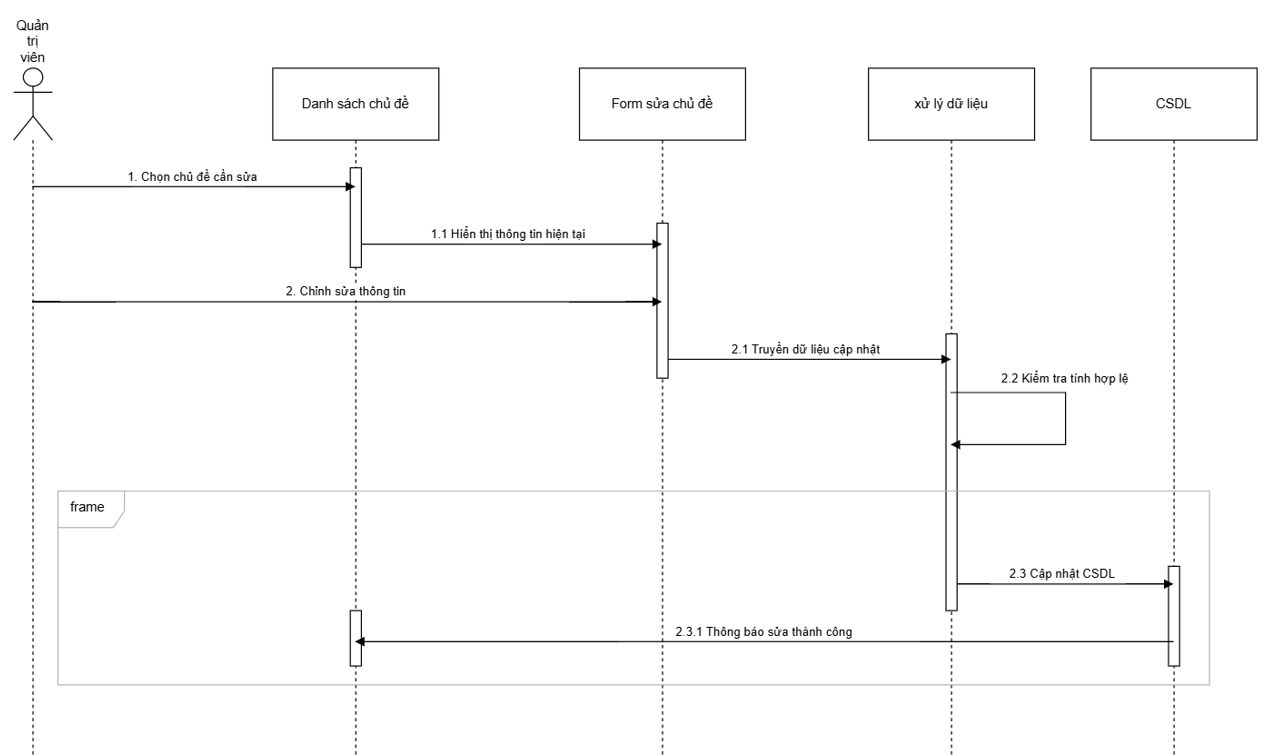 Quản
trị
viên
Danh sách chủ đề
Form sửa chủ đề
xử lý dữ liệu
CSDL
1. Chọn chủ đề cần sửa
1.1 Hiển thị thông tin hiện tại
2. Chỉnh sửa thông tin
2.1 Truyền dữ liệu cập nhật
2.2 Kiểm tra tính hợp lệ
frame
2.3 Cập nhật CSDL
2.3.1 Thông báo sửa thành công